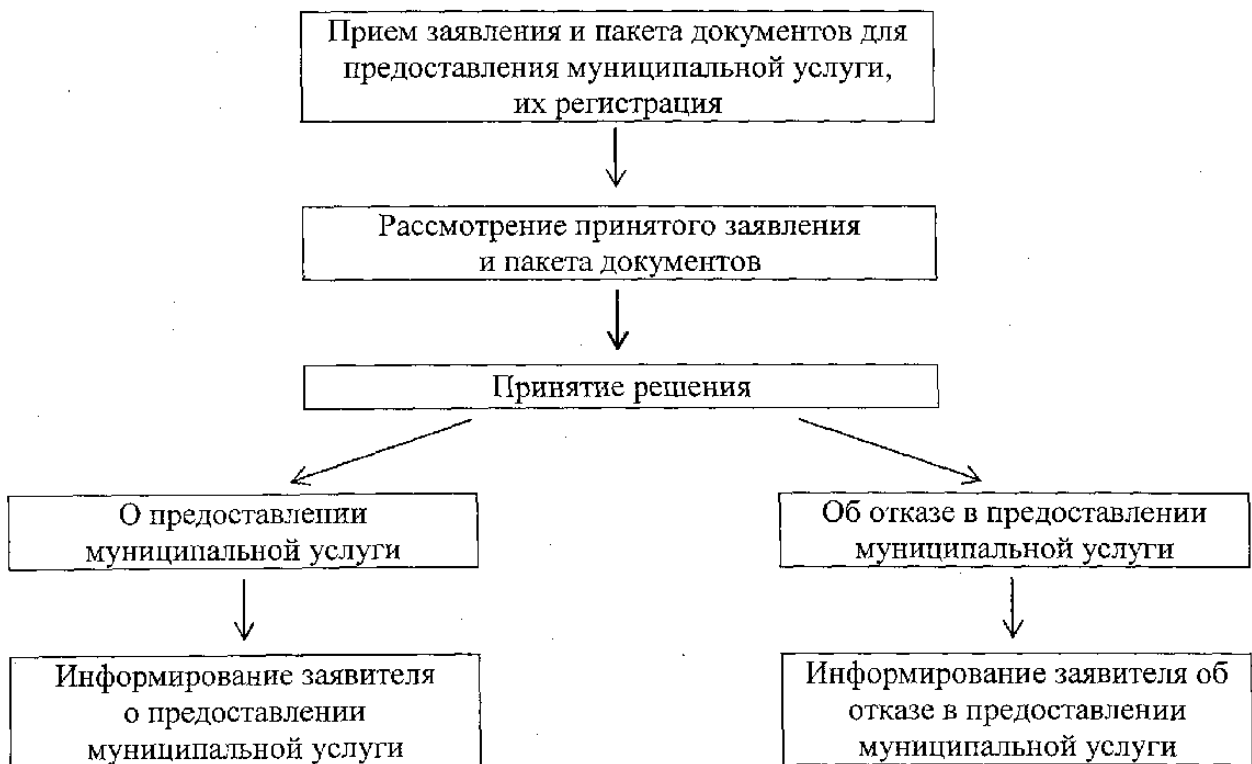 Прием заявления и пакета документов для
предоставления муниципальной услуги,
их регистрация
Рассмотрение принятого заявления
и пакета документов
Принятие решения
О предоставлении
муниципальной услуги
Об отказе в предоставлении
муниципальной услуги
Информирование заявителя
о предоставлении
муниципальной услуги
Информирование заявителя об
отказе в предоставлении
муниципальной услуги